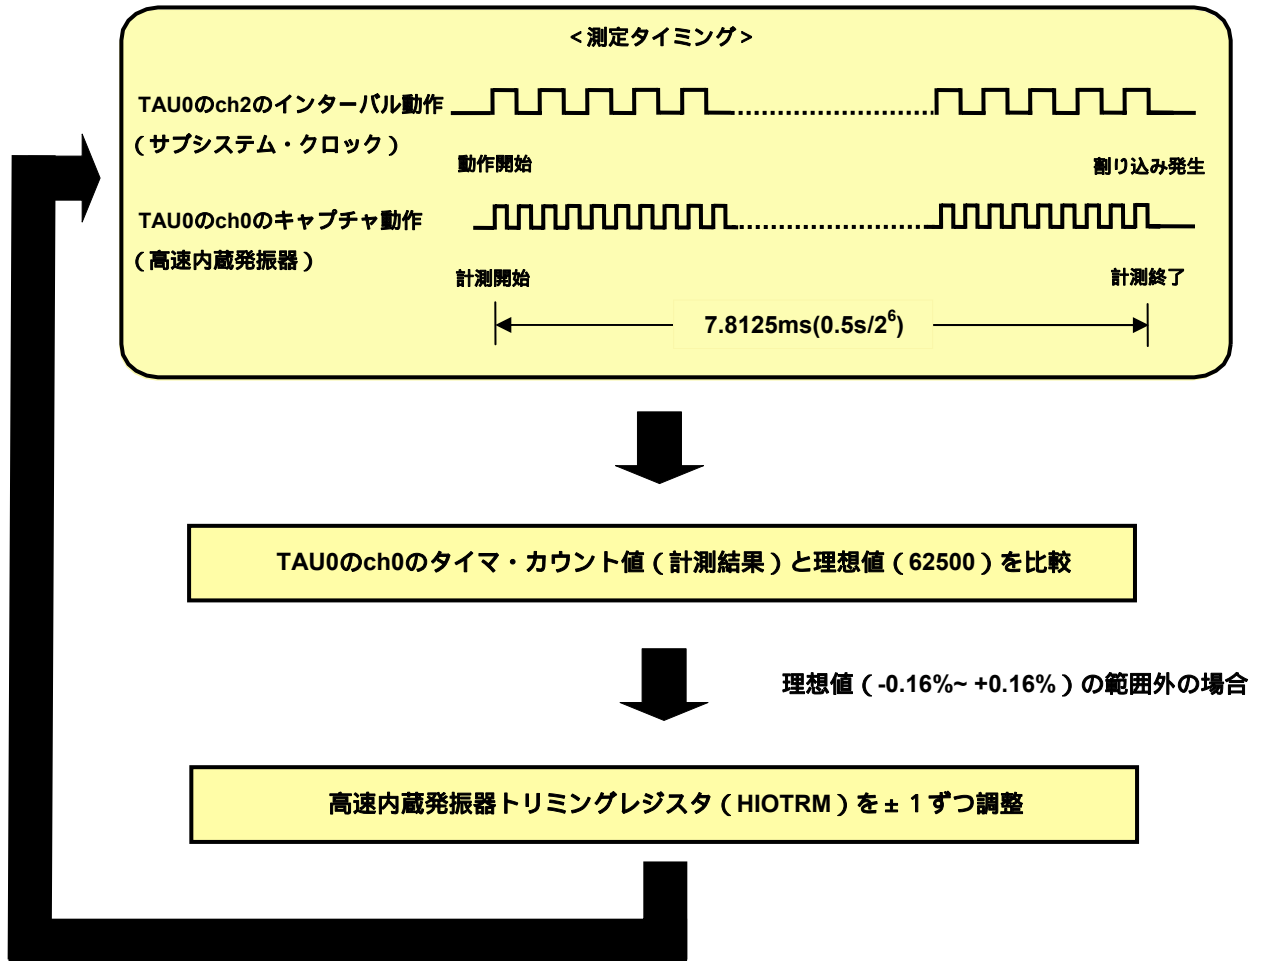 ＜測定タイミング＞
TAU0のch2のインターバル動作
（サブシステム・クロック）
動作開始
割り込み発生
TAU0のch0のキャプチャ動作
（高速内蔵発振器）
計測開始
計測終了
7.8125ms(0.5s/2⁶)
TAU0のch0のタイマ・カウント値（計測結果）と理想値（62500）を比較
理想値（-0.16%~ +0.16%）の範囲外の場合
高速内蔵発振器トリミングレジスタ（HIOTRM）を±１ずつ調整